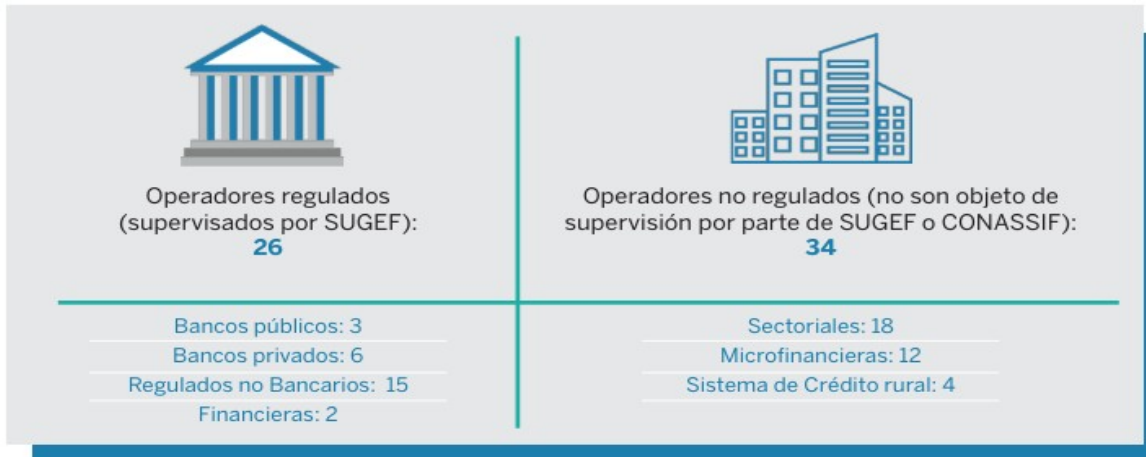 Operadores regulados
(supervisados por SUGEF):
26
Bancos públicos: 3
Bancos privados: 6
Regulados no Bancarios: 15
Financieras: 2
Operadores no regulados (no son objeto de
supervisión por parte de SUGEF o CONASSIF):
34
Sectoriales: 18
Microfinancieras: 12
Sistema de Crédito rural: 4